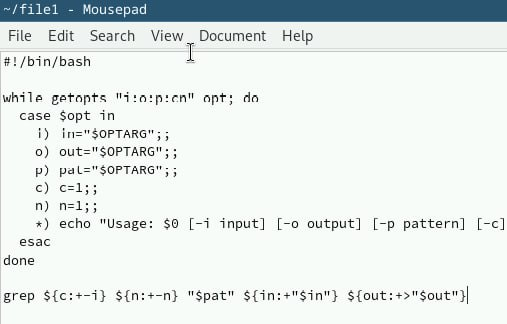 ~/file1 - Mousepad
File Edit Search View Document Help
#!/bin/bash
while getopts "i:o:p:cn" opt; do
case $opt in
i) in="$OPTARG";;
o) out="$OPTARG";;
p) pat="$OPTARG";;
c) c=1;;
n) n=1;;
*) echo "Usage: $0 [-i input] [-o output] [-p pattern] [-c]
esac
done
grep ${c:+-i} ${n:+-n} "$pat" ${in:+"$in"} ${out:+>"$out"}